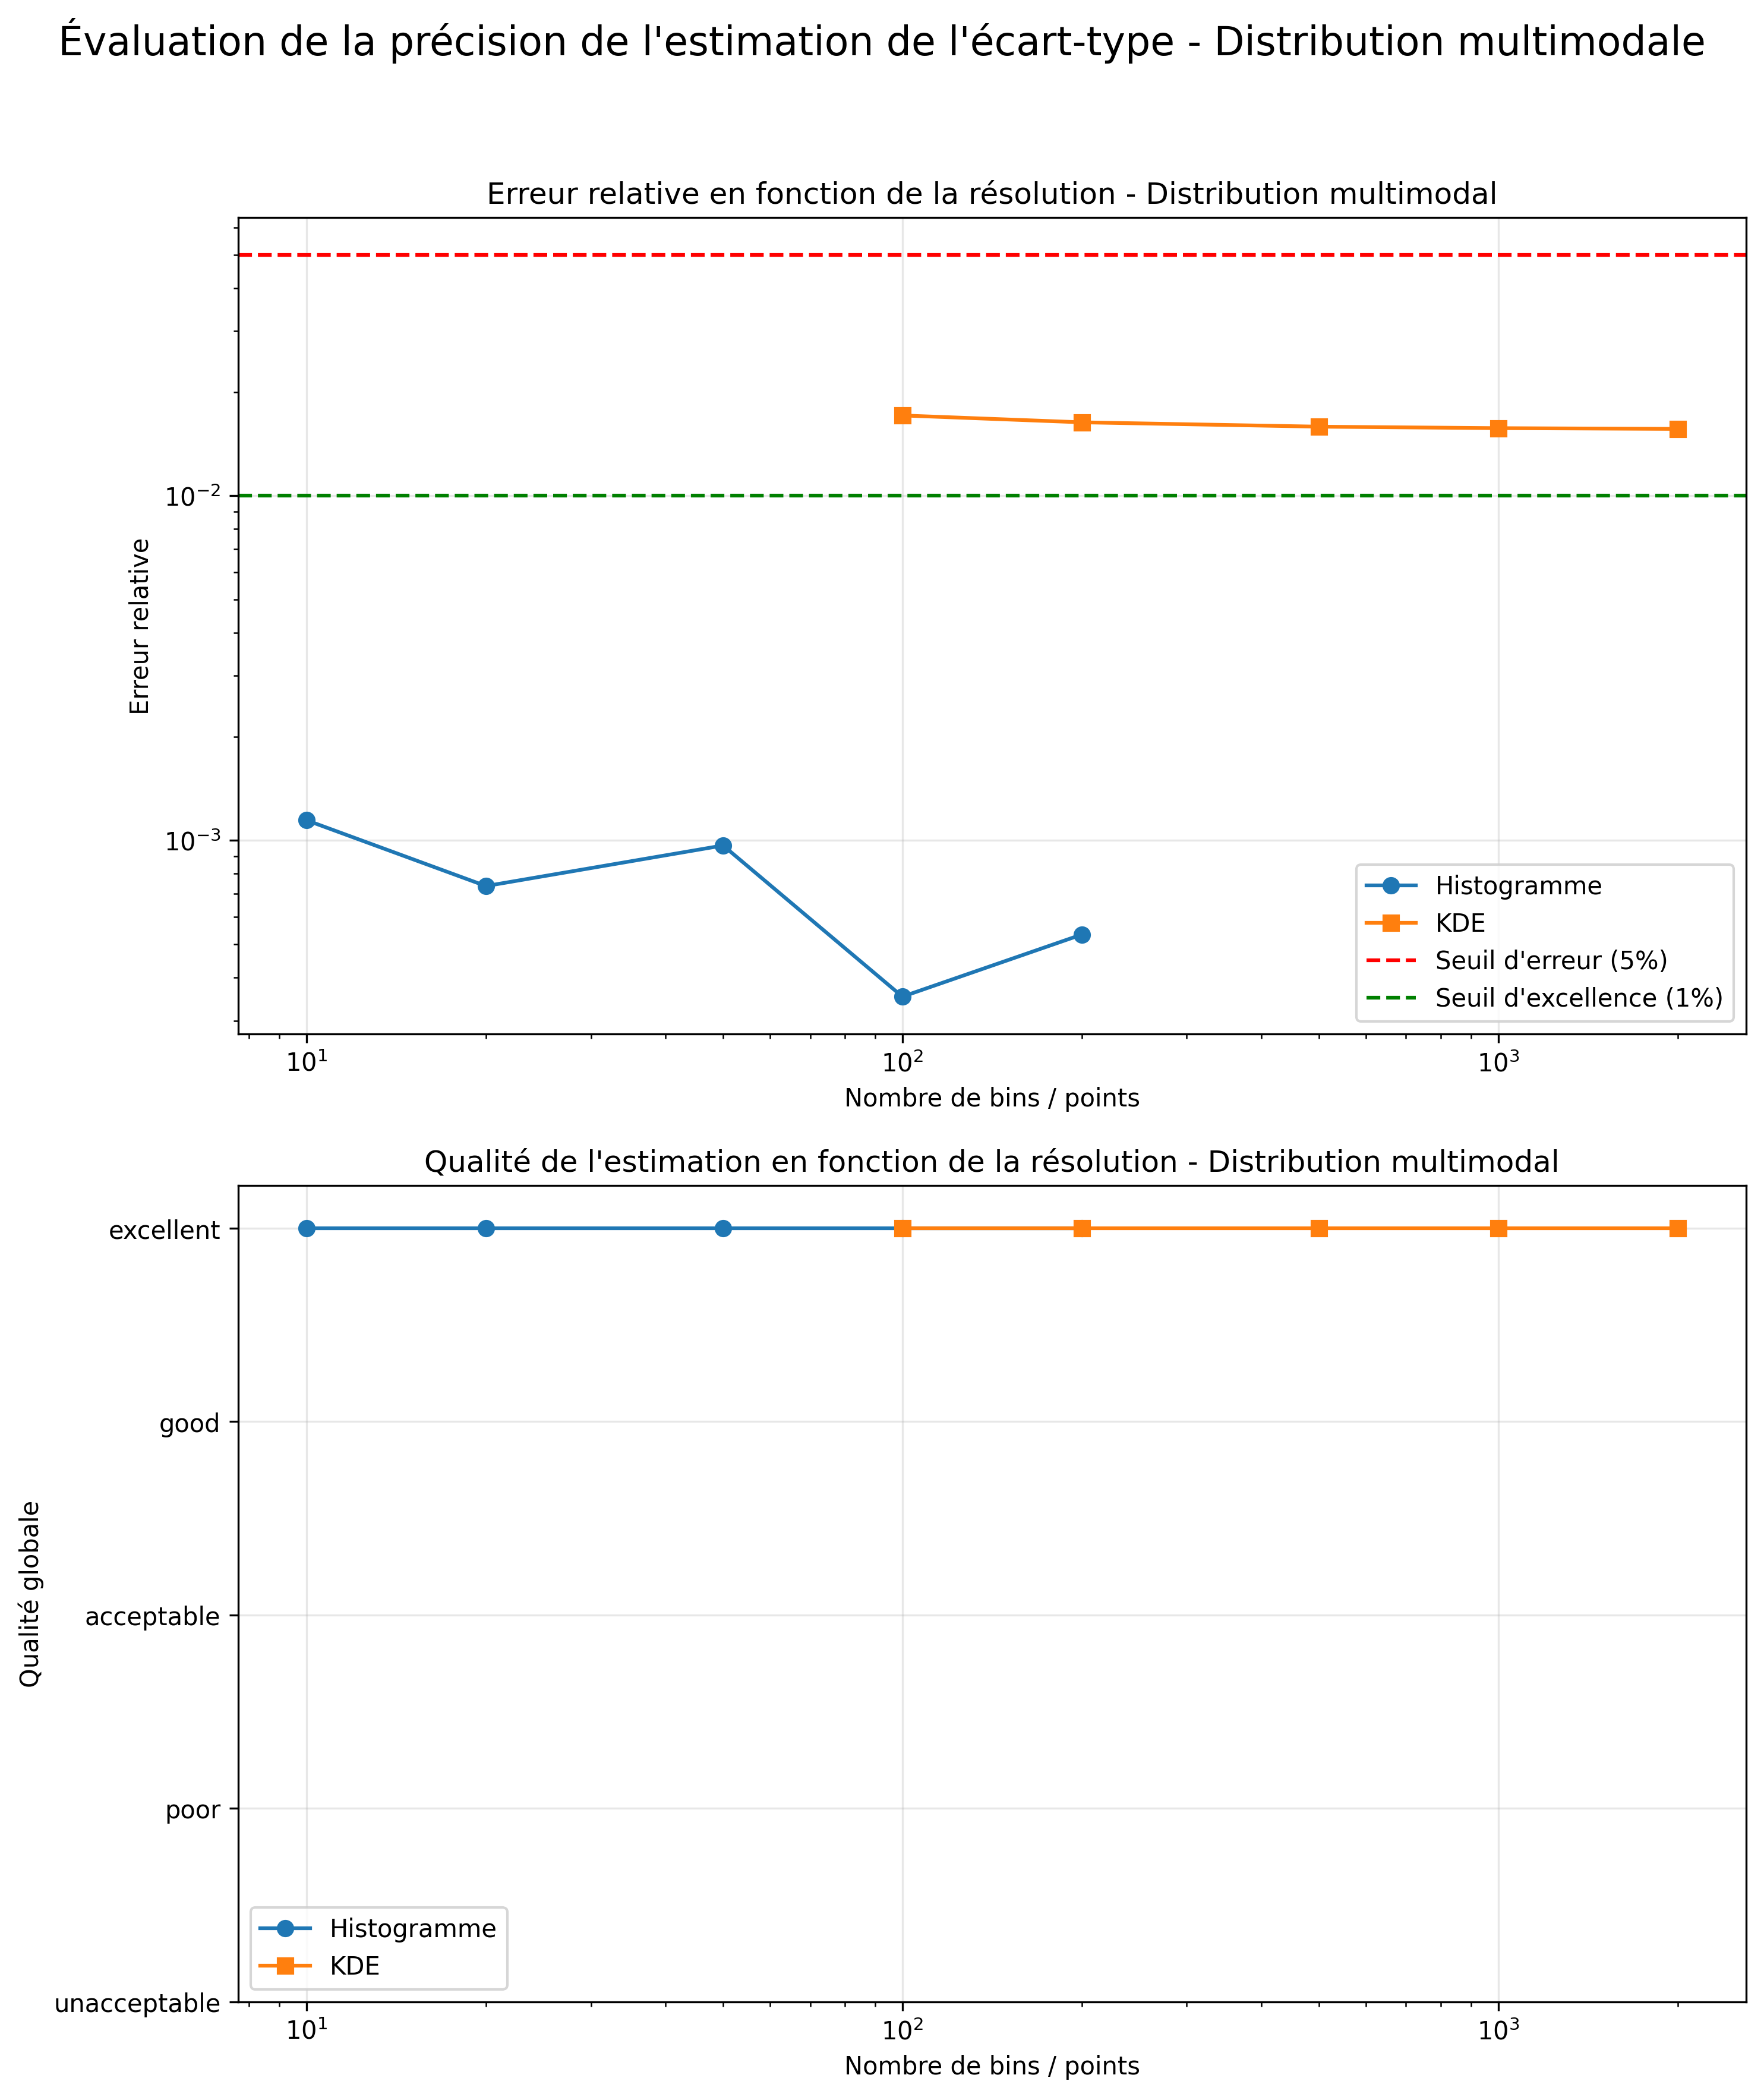 Évaluation de la précision de l'estimation de l'écart-type - Distribution multimodale
Erreur relative en fonction de la résolution - Distribution multimodal
Erreur relative
10⁻²
10⁻³
10¹
10²
10³
Nombre de bins / points
Histogramme
KDE
Seuil d'erreur (5%)
Seuil d'excellence (1%)
Qualité de l'estimation en fonction de la résolution - Distribution multimodal
Qualité globale
excellent
good
acceptable
poor
unacceptable
Histogramme
KDE
10¹
10²
10³
Nombre de bins / points